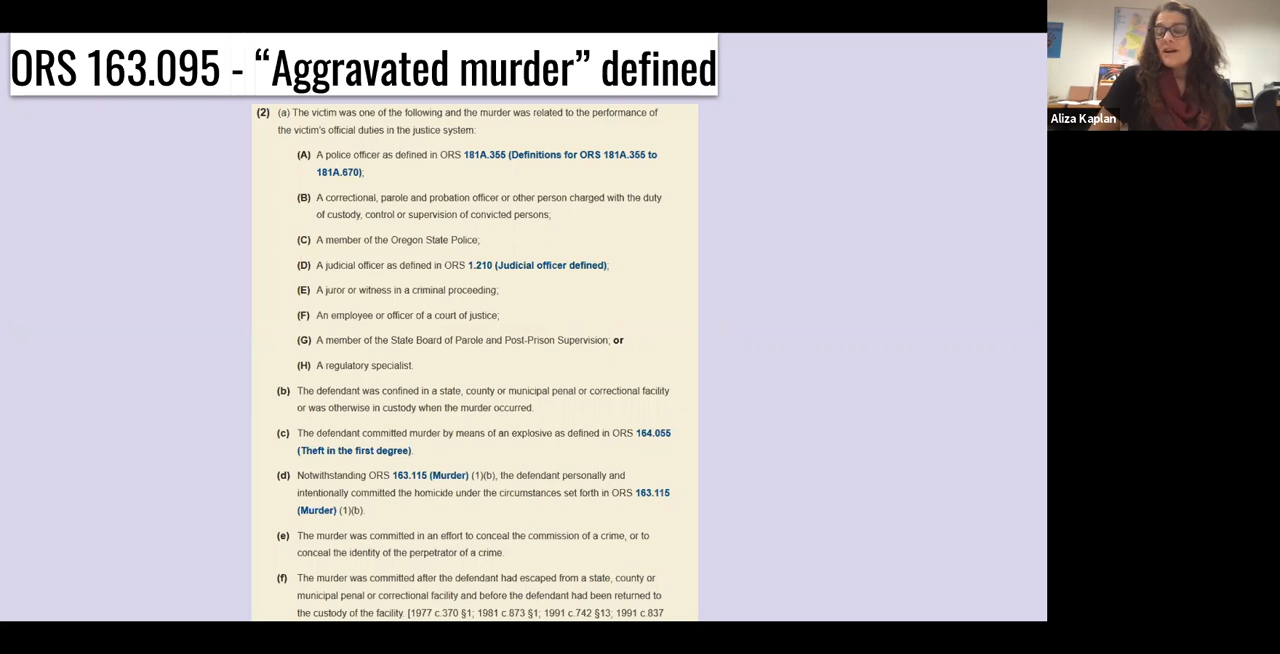 ORS 163.095 - “Aggravated murder” defined
Aliza Kaplan
(2) (a) The victim was one of the following and the murder was related to the performance of
the victim's official duties in the justice system:
(A) A police officer as defined in ORS 181A.355 (Definitions for ORS 181A.355 to
181A.670);
(B) A correctional, parole and probation officer or other person charged with the duty
of custody, control or supervision of convicted persons;
(C) A member of the Oregon State Police;
(D) A judicial officer as defined in ORS 1.210 (Judicial officer defined);
(E) A juror or witness in a criminal proceeding;
(F) An employee or officer of a court of justice;
(G) A member of the State Board of Parole and Post-Prison Supervision; or
(H) A regulatory specialist.
(b) The defendant was confined in a state, county or municipal penal or correctional facility
or was otherwise in custody when the murder occurred.
(c) The defendant committed murder by means of an explosive as defined in ORS 164.055
(Theft in the first degree).
(d) Notwithstanding ORS 163.115 (Murder) (1)(b), the defendant personally and
intentionally committed the homicide under the circumstances set forth in ORS 163.115
(Murder) (1)(b).
(e) The murder was committed in an effort to conceal the commission of a crime, or to
conceal the identity of the perpetrator of a crime.
(f) The murder was committed after the defendant had escaped from a state, county or
municipal penal or correctional facility and before the defendant had been returned to
the custody of the facility. [1977 c.370 §1; 1981 c.873 §1; 1991 c.742 §13; 1991 c.837